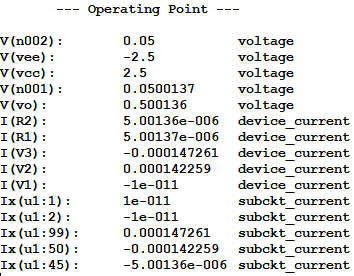 --- Operating Point ---
V(n002): 0.05 voltage
V(vee): -2.5 voltage
V(vcc): 2.5 voltage
V(n001): 0.0500137 voltage
V(vo): 0.500136 voltage
I(R2): 5.00136e-006 device_current
I(R1): 5.00137e-006 device_current
I(V3): -0.000147261 device_current
I(V2): 0.000142259 device_current
I(V1): -1e-011 device_current
Ix(u1:1): 1e-011 subckt_current
Ix(u1:2): -1e-011 subckt_current
Ix(u1:99): 0.000147261 subckt_current
Ix(u1:50): -0.000142259 subckt_current
Ix(u1:45): -5.00136e-006 subckt_current